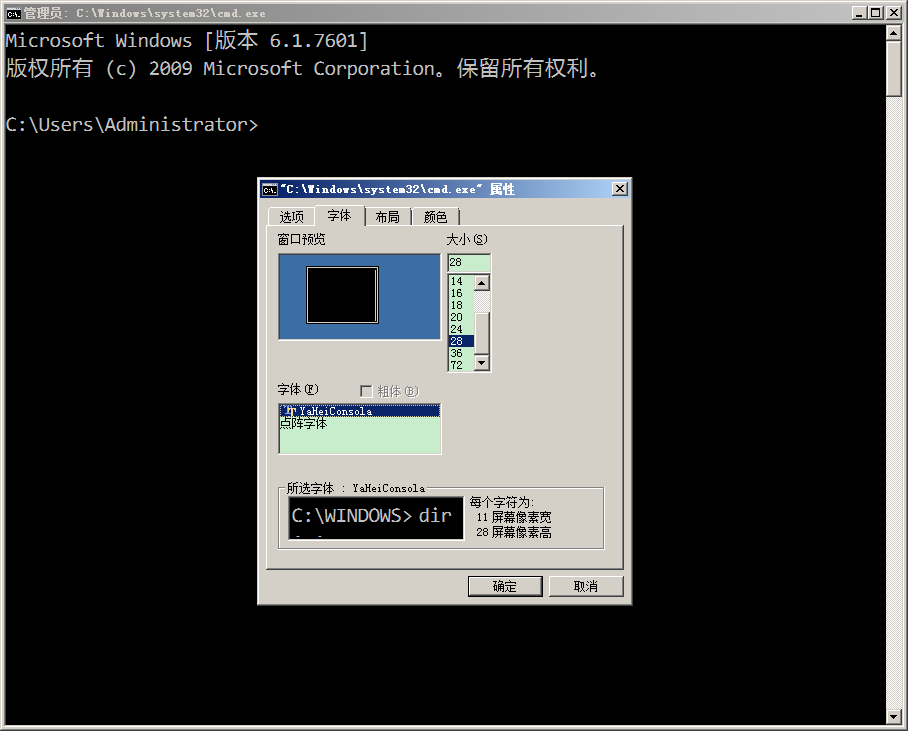 管理员: C:\Windows\system32\cmd.exe
Microsoft Windows [版本 6.1.7601]
版权所有 (c) 2009 Microsoft Corporation。保留所有权利。
C:\Users\Administrator>
"C:\Windows\system32\cmd.exe" 属性
选项 字体 布局 颜色
窗口预览 大小(S)
28
14
16
18
20
24
28
36
72
字体(F) 粗体(B)
YaHeiConsola
点阵字体
所选字体 : YaHeiConsola
C:\WINDOWS> dir
每个字符为:
11 屏幕像素宽
28 屏幕像素高
确定 取消